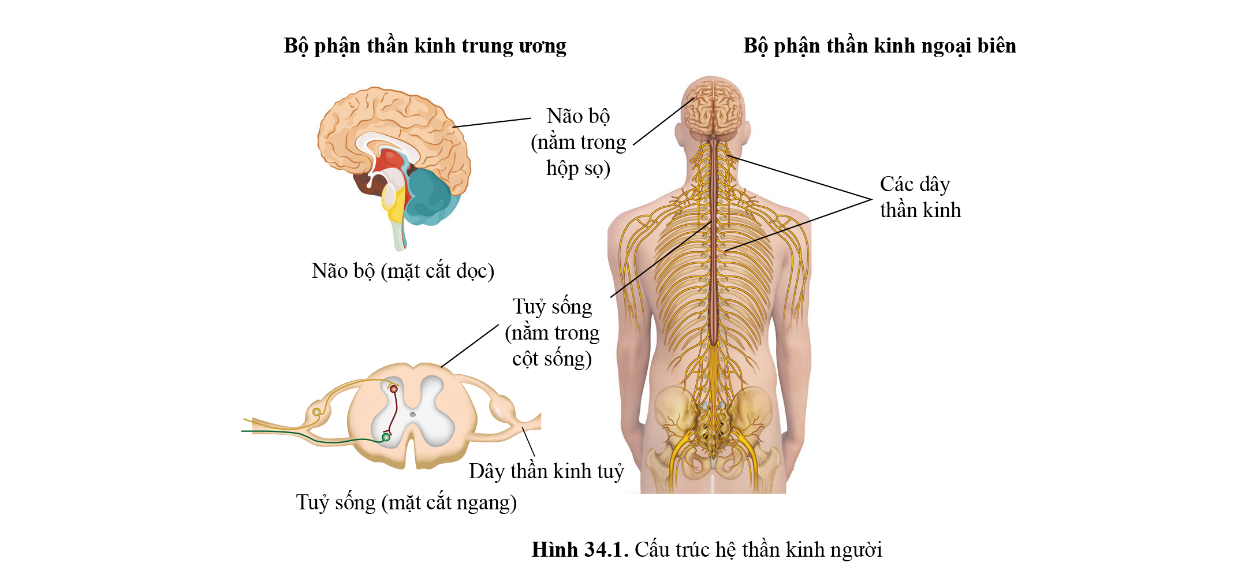 Bộ phận thần kinh trung ương
Bộ phận thần kinh ngoại biên
Não bộ
(nằm trong
hộp sọ)
Các dây
thần kinh
Não bộ (mặt cắt dọc)
Tuỷ sống
(nằm trong
cột sống)
Dây thần kinh tuỷ
Tuỷ sống (mặt cắt ngang)
Hình 34.1. Cấu trúc hệ thần kinh người